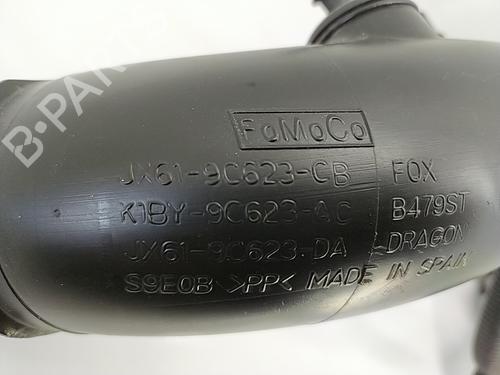 FoMoCo
JX61-9C623-CB FOX
K1BY-9C623-AC B479ST
JX61-9C623-DA -DRAGON
S9E0B >PP< MADE IN SPAIN
B-PARTS